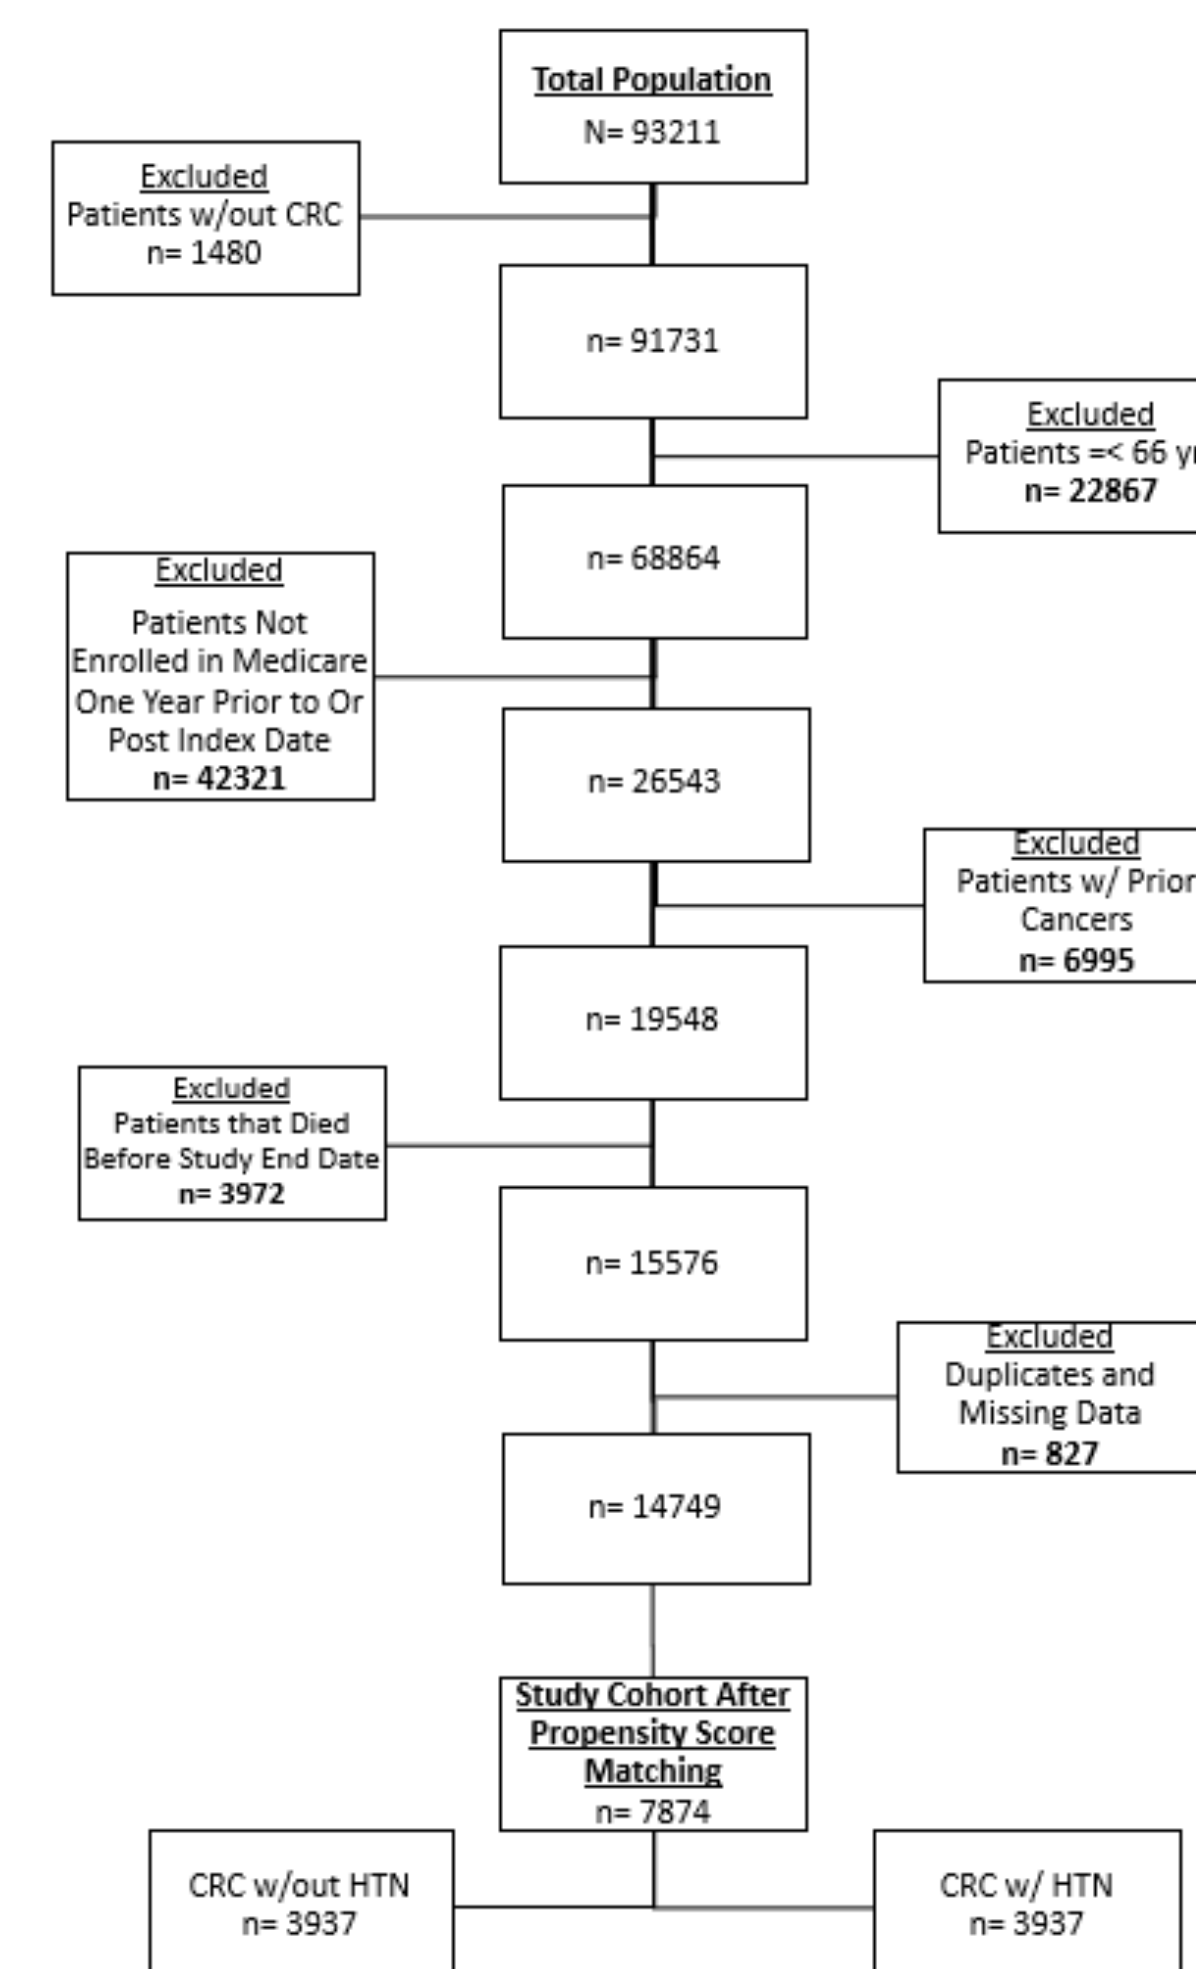 Total Population
N= 93211
Excluded
Patients w/out CRC
n= 1480
n= 91731
Excluded
Patients =< 66 yr
n= 22867
n= 68864
Excluded
Patients Not
Enrolled in Medicare
One Year Prior to Or
Post Index Date
n= 42321
n= 26543
Excluded
Patients w/ Prior
Cancers
n= 6995
n= 19548
Excluded
Patients that Died
Before Study End Date
n= 3972
n= 15576
Excluded
Duplicates and
Missing Data
n= 827
n= 14749
Study Cohort After
Propensity Score
Matching
n= 7874
CRC w/out HTN
n= 3937
CRC w/ HTN
n= 3937